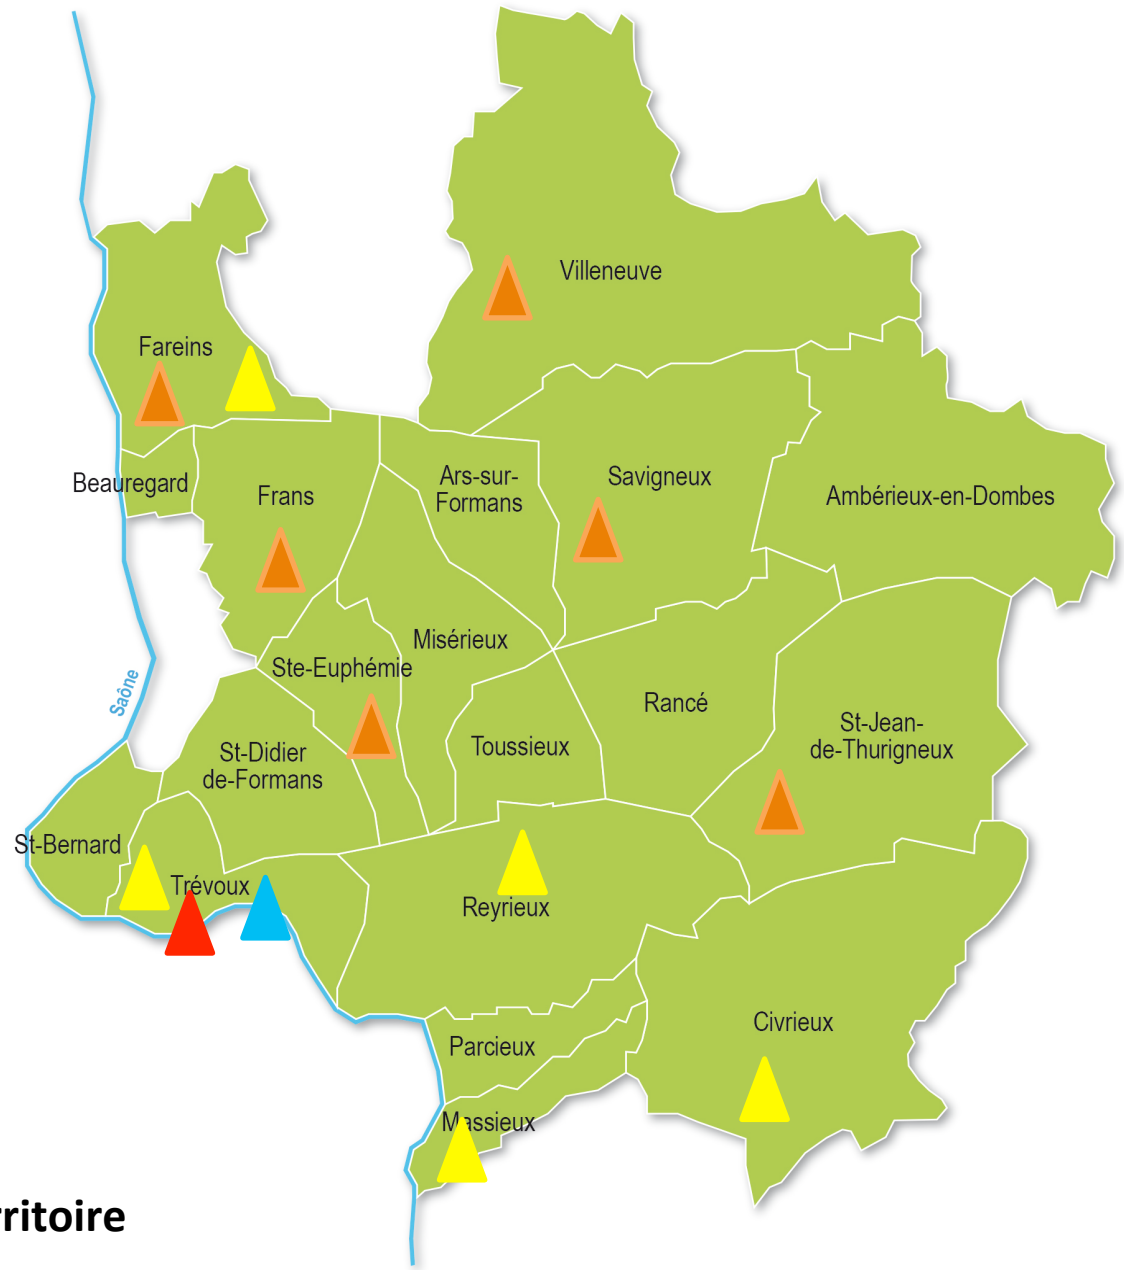 Villeneuve
Fareins
Beauregard
Frans
Ars-sur-
Formans
Savigneux
Ambérieux-en-Dombes
Misérieux
Ste-Euphémie
Saône
Rancé
St-Jean-
de-Thurigneux
Toussieux
St-Didier
de-Formans
St-Bernard
Trévoux
Reyrieux
Civrieux
Parcieux
Massieux